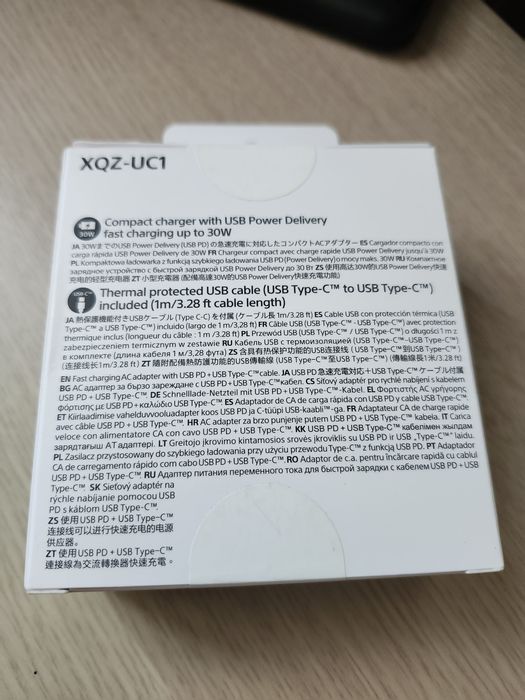 XQZ-UC1
30W
Compact charger with USB Power Delivery
fast charging up to 30W
JA 30WまでのUSB Power Delivery (USB PD) の急速充電に対応したコンパクトACアダプター ES Cargador compacto con
carga rápida USB Power Delivery de 30W FR Chargeur compact avec charge rapide USB Power Delivery jusqu'à 30W
PL Kompaktowa ładowarka z funkcją szybkiego ładowania USB PD(Power Delivery)o mocy maks. 30W RU Компактное
зарядное устройство с быстрой зарядкой USB Power Delivery до 30 Вт ZS 使用高达30W的USB Power Delivery快速
充电的轻型充电器 ZT 小型充電器 (配備高速30W的USB Power Delivery快速充電功能)
USB-C™
Thermal protected USB cable (USB Type-C™ to USB Type-C™)
included (1m/3.28 ft cable length)
JA 熱保護機能付きUSBケーブル (Type C-C) を付属 (ケーブル長 1m/3.28 ft) ES Cable USB con protección térmica (USB
Type-C™ a USB Type-C™) incluido (largo de 1m/3,28 ft) FR Câble USB (USB Type-C™ -USB Type-C™) avec protection
thermique inclus (longueur du câble : 1m /3,28 ft) PL Przewód USB (USB Type-C™ / USB Type-C™) o długości 1 m z
zabezpieczeniem termicznym w zestawie RU Кабель USB с термоизоляцией (USB Type-C™ -USB Type-C™)
в комплекте (длина кабеля 1 м/3,28 фута) ZS 含具有热保护功能的USB连接线 (USB Type-C™到USB Type-C™)
(连接线长1m/3.28 ft) ZT 隨附配備熱防護功能的USB傳輸線 (USB Type-C™至USB Type-C™) (傳輸線長1米/3.28 ft)
EN Fast charging AC adapter with USB PD+USB Type-C™cable. JA USB PD急速充電対応+USB Type-C™ ケーブル付属
BG AC адаптер за бързо зареждане с USB PD+USB Type-C™кабел. CS Síťový adaptér pro rychlé nabíjení s kabelem
USB PD + USB Type-C™. DE Schnelllade-Netzteil mit USB PD+USB Type-C™-Kabel. EL Φορτιστής AC γρήγορης
φόρτισης με USB PD+καλώδιο USB Type-C™. ES Adaptador de CA de carga rápida con USB PD y cable USB Type-C™.
ET Kiirlaadimise vahelduvvooluadapter koos USB PD ja C-tüüpi USB-kaabli™-ga. FR Adaptateur CA de charge rapide
avec câble USB PD + USB Type-C™. HR AC adapter za brzo punjenje putem USB PD + USB Type-C™ kabela. IT Carica
veloce con alimentatore CA con cavo USB PD + USB Type-C™. KK USB PD + USB Type-C™ кабелімен жылдам
зарядтағыш АТ адаптері. LT Greitojo įkrovimo kintamosios srovės įkroviklis su USB PD ir USB „Type-C™“ laidu.
PL Zasilacz przystosowany do szybkiego ładowania przy użyciu przewodu Type-C™ z funkcją USB PD. PT Adaptador
CA de carregamento rápido com cabo USB PD+USB Type-C™. RO Adaptor de c.a. pentru încărcare rapidă cu cablul
USB PD+USB Type-C™. RU Адаптер питания переменного тока для быстрой зарядки с кабелем USB PD+USB
Type-C™ SK Sieťový adaptér na
rýchle nabíjanie pomocou USB
PD s káblom USB Type-C™.
ZS 使用USB PD + USB Type-C™
连接线可以进行快速充电的电源
供应器。
ZT 使用USB PD + USB Type-C™
連接線為交流轉換器快速充電。